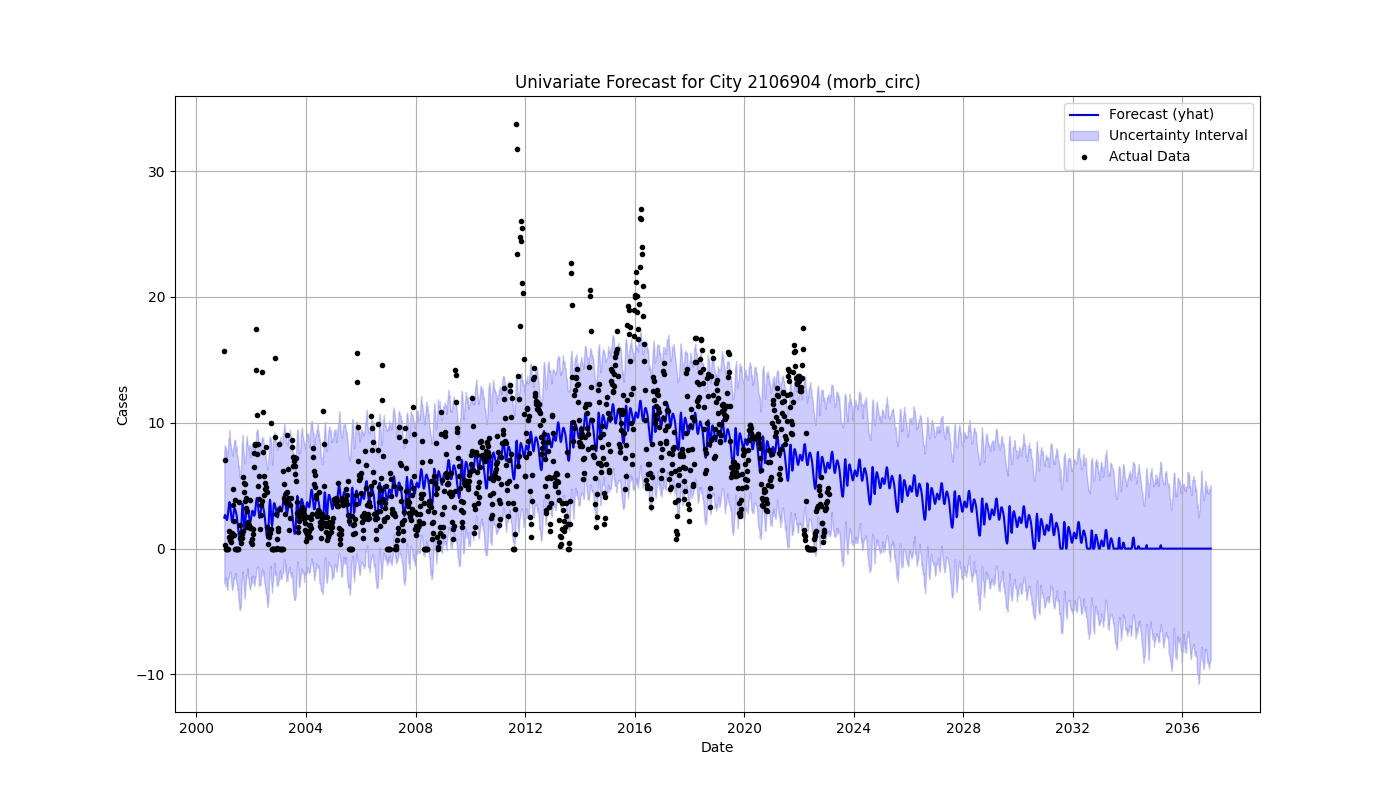 Univariate Forecast for City 2106904 (morb_circ)
Forecast (yhat)
Uncertainty Interval
Actual Data
Cases
30
20
10
0
−10
2000 2004 2008 2012 2016 2020 2024 2028 2032 2036
Date